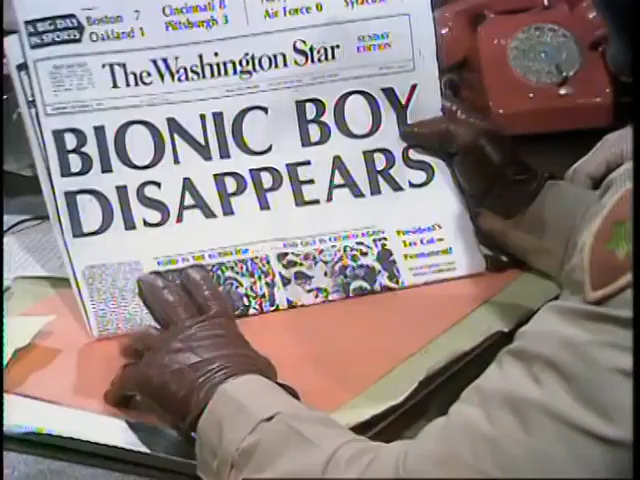 A BIG DAY
IN SPORTS
Boston 7
Oakland 1
Cincinnati 8
Pittsburgh 3
Air Force 0
Syracuse
The Washington Star
SUNDAY
EDITION
BIONIC BOY
DISAPPEARS
President's
Tax Cut—
Permanent!